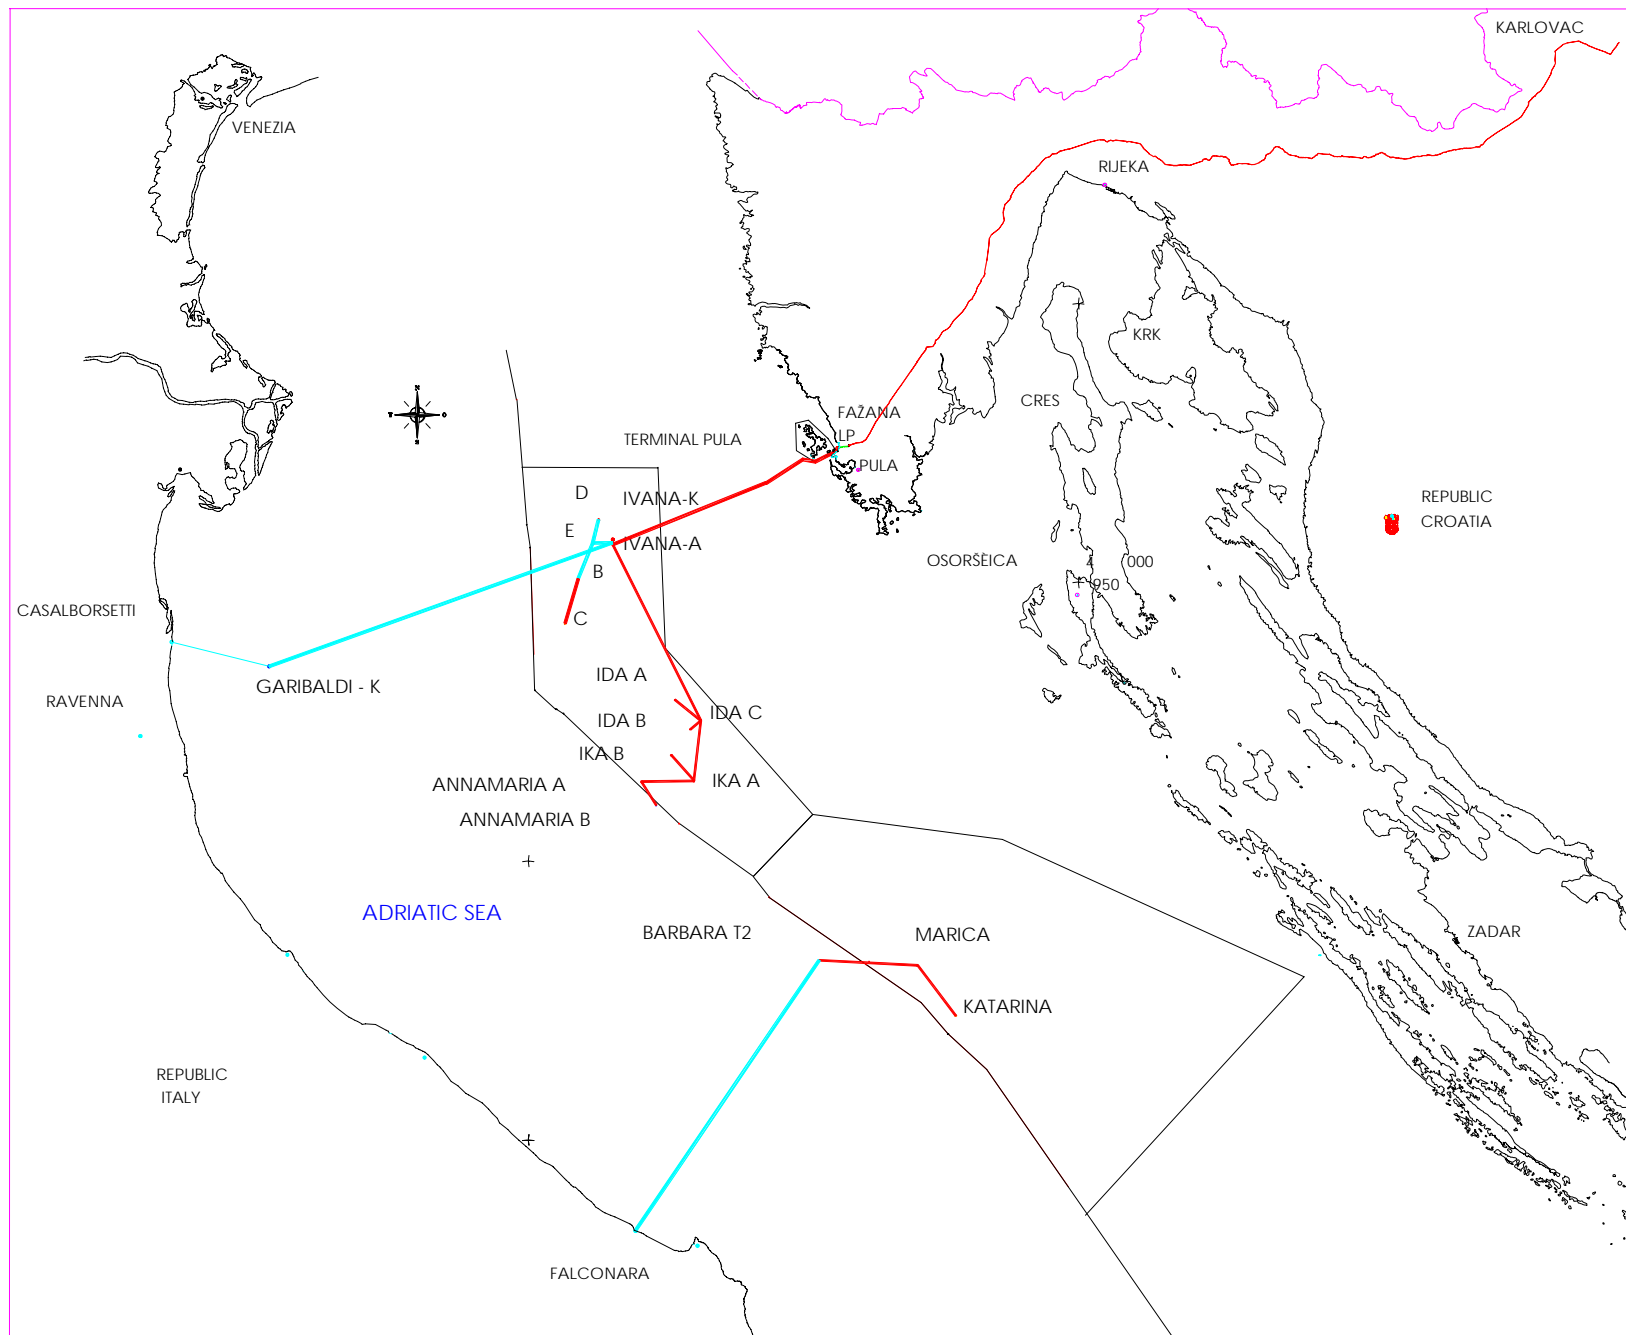 KARLOVAC
VENEZIA
RIJEKA
KRK
CRES
N
T
O
FAŽANA
LP
TERMINAL PULA
PULA
D
IVANA-K
REPUBLIC
CROATIA
E
IVANA-A
B
OSORŠÈICA
000
950
CASALBORSETTI
C
IDA A
GARIBALDI - K
RAVENNA
IDA B
IDA C
IKA B
IKA A
ANNAMARIA A
ANNAMARIA B
ADRIATIC SEA
BARBARA T2
MARICA
ZADAR
KATARINA
REPUBLIC
ITALY
FALCONARA